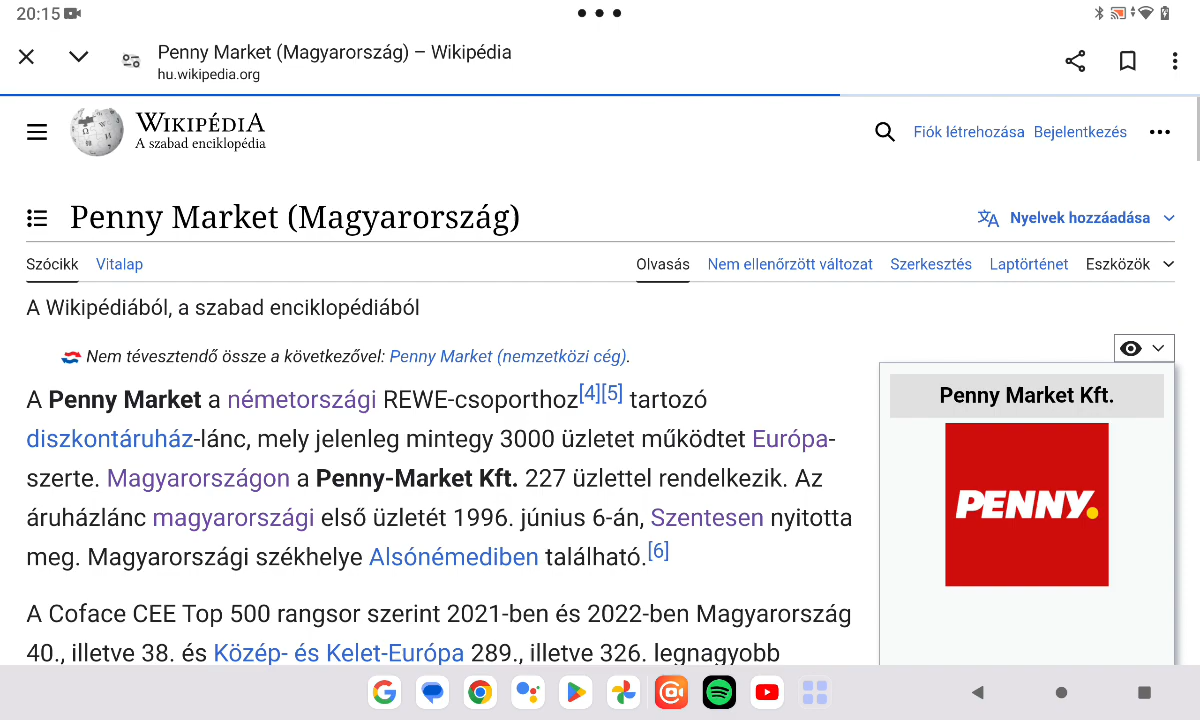 20:15
Penny Market (Magyarország) – Wikipédia
hu.wikipedia.org
WIKIPÉDIA
A szabad enciklopédia
Fiók létrehozása Bejelentkezés
Penny Market (Magyarország)
Nyelvek hozzáadása
Szócikk Vitalap Olvasás Nem ellenőrzött változat Szerkesztés Laptörténet Eszközök
A Wikipédiából, a szabad enciklopédiából
Nem tévesztendő össze a következővel: Penny Market (nemzetközi cég).
A Penny Market a németországi REWE-csoporthoz[4][5] tartozó
diszkontáruház-lánc, mely jelenleg mintegy 3000 üzletet működtet Európa-
szerte. Magyarországon a Penny-Market Kft. 227 üzlettel rendelkezik. Az
áruházlánc magyarországi első üzletét 1996. június 6-án, Szentesen nyitotta
meg. Magyarországi székhelye Alsónémediben található.[6]
A Coface CEE Top 500 rangsor szerint 2021-ben és 2022-ben Magyarország
40., illetve 38. és Közép- és Kelet-Európa 289., illetve 326. legnagyobb
Penny Market Kft.
PENNY.